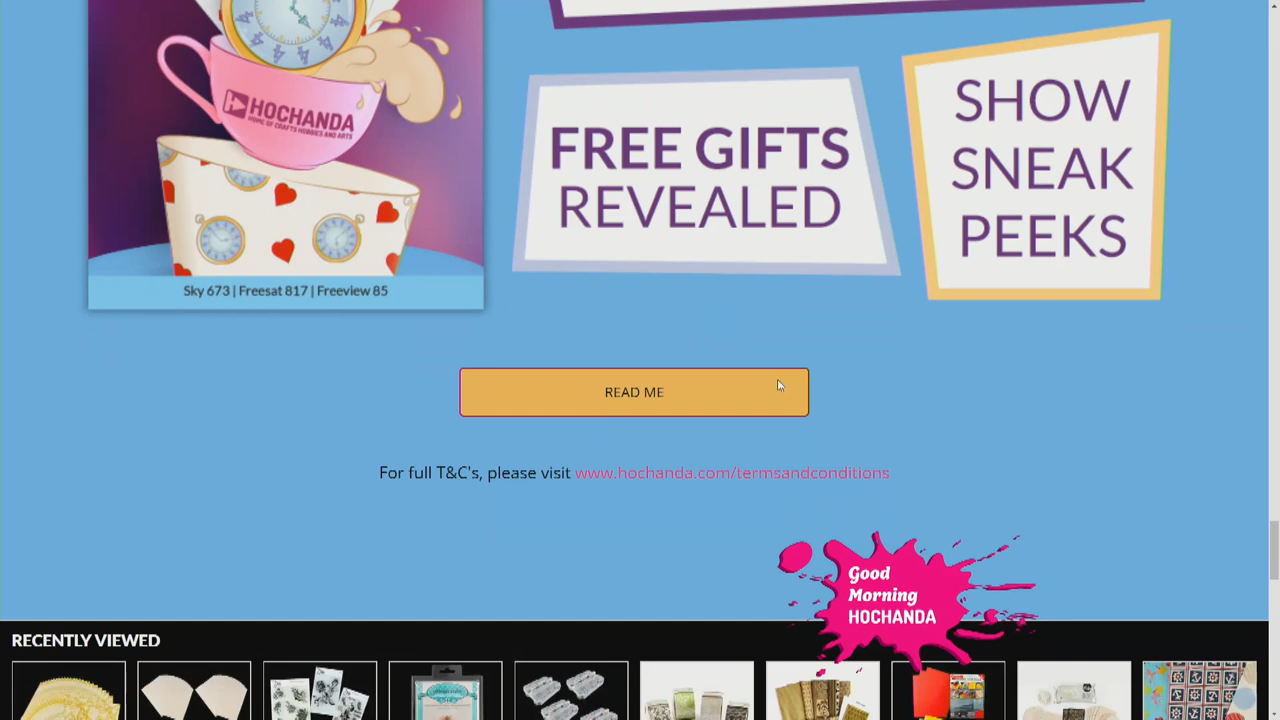 HOCHANDA
HOME OF CRAFTS HOBBIES AND ARTS
Sky 673 | Freesat 817 | Freeview 85
FREE GIFTS
REVEALED
SHOW
SNEAK
PEEKS
READ ME
For full T&C's, please visit www.hochanda.com/termsandconditions
Good
Morning
HOCHANDA
RECENTLY VIEWED